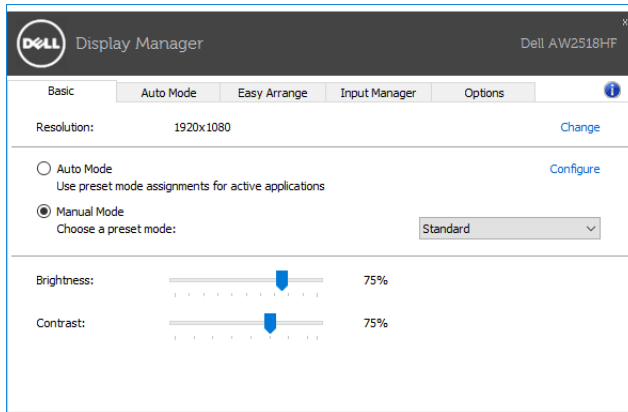 x
DELL Display Manager Dell AW2518HF
Basic Auto Mode Easy Arrange Input Manager Options i
Resolution: 1920x1080 Change
Auto Mode Configure
Use preset mode assignments for active applications
Manual Mode
Choose a preset mode: Standard
Brightness: 75%
Contrast: 75%